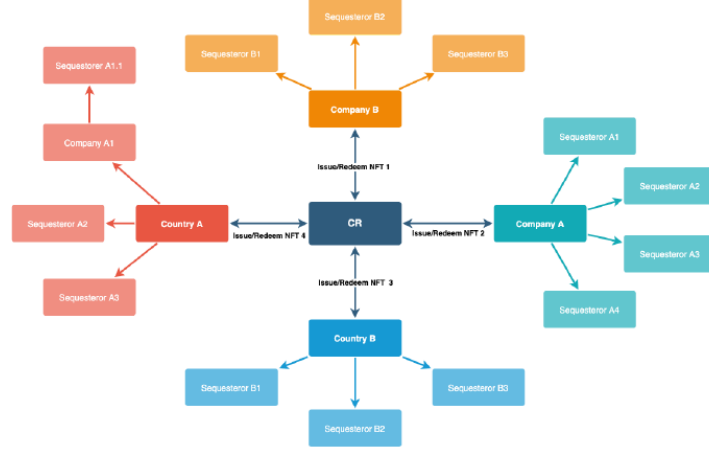 Sequesteror B2
Sequesteror B1
Sequesteror B3
Sequestorer A1.1
Company B
Company A1
Sequesteror A1
Issue/Redeem NFT 1
Sequesteror A2
Sequesteror A2
Country A
CR
Company A
Issue/Redeem NFT 4
Issue/Redeem NFT 2
Sequesteror A3
Issue/Redeem NFT 3
Sequesteror A3
Sequesteror A4
Country B
Sequesteror B1
Sequesteror B3
Sequesteror B2